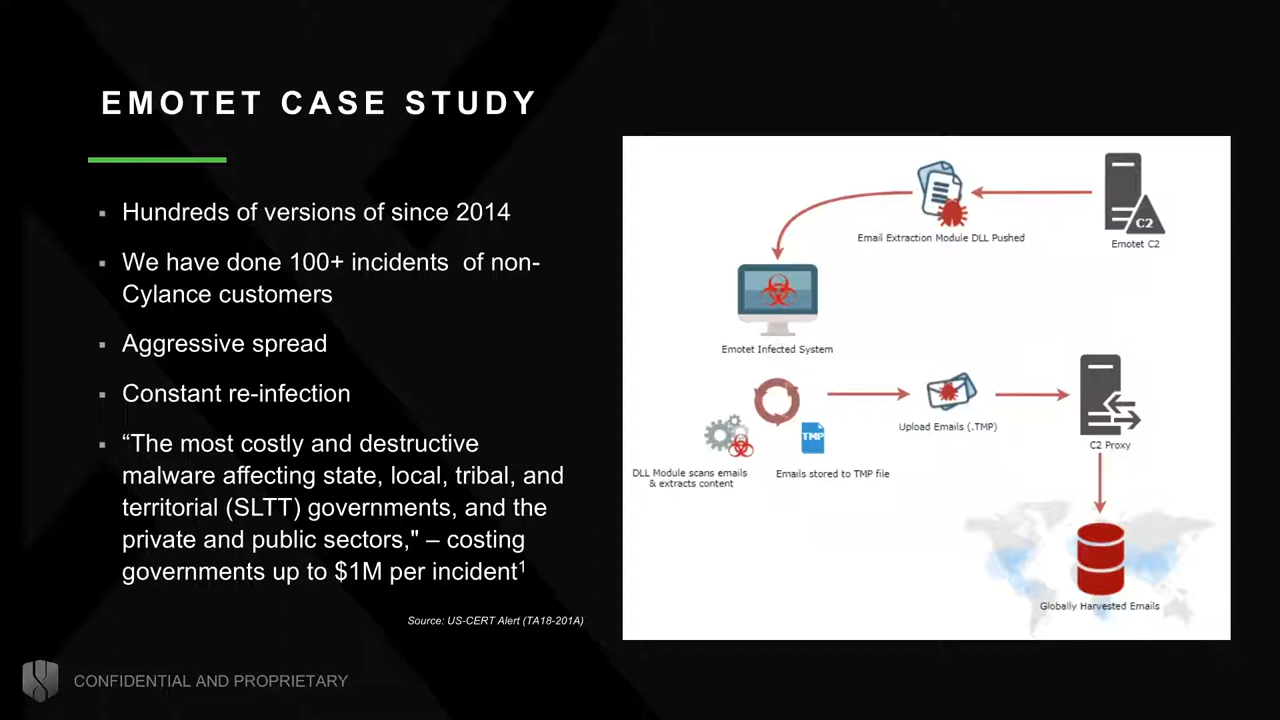 EMOTET CASE STUDY
▪ Hundreds of versions of since 2014
▪ We have done 100+ incidents  of non-
Cylance customers
▪ Aggressive spread
▪ Constant re-infection
▪ “The most costly and destructive
malware affecting state, local, tribal, and
territorial (SLTT) governments, and the
private and public sectors," – costing
governments up to $1M per incident¹
Source: US-CERT Alert (TA18-201A)
Email Extraction Module DLL Pushed
C2
Emotet C2
Emotet Infected System
TMP
DLL Module scans emails
& extracts content
Emails stored to TMP file
Upload Emails (.TMP)
C2 Proxy
Globally Harvested Emails
CONFIDENTIAL AND PROPRIETARY